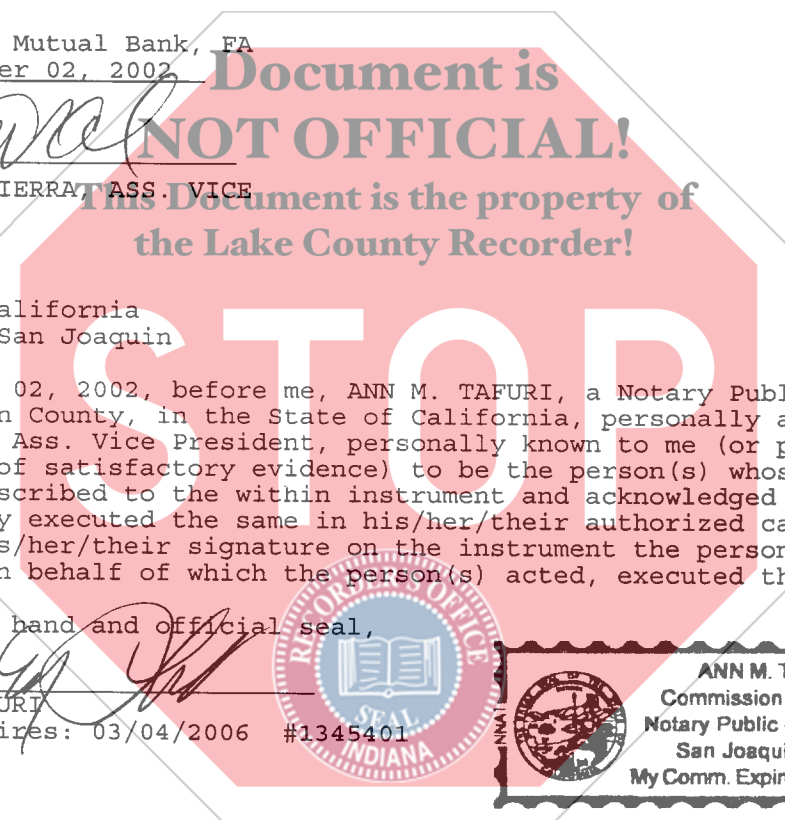 Mutual Bank, FA
er 02, 2002
Document is
NOT OFFICIAL!
IERRA, ASS. VICE
This Document is the property of
the Lake County Recorder!
alifornia
San Joaquin
STOP
02, 2002, before me, ANN M. TAFURI, a Notary Publ
n County, in the State of California, personally a
Ass. Vice President, personally known to me (or p
of satisfactory evidence) to be the person(s) whos
scribed to the within instrument and acknowledged
y executed the same in his/her/their authorized ca
s/her/their signature on the instrument the person
n behalf of which the person(s) acted, executed th
hand and official seal,
RECORDER'S OFFICE
SEAL
INDIANA
URI
ires: 03/04/2006 #1345401
NNA1
ANN M. T
Commission
Notary Public
San Joaqui
My Comm. Expir